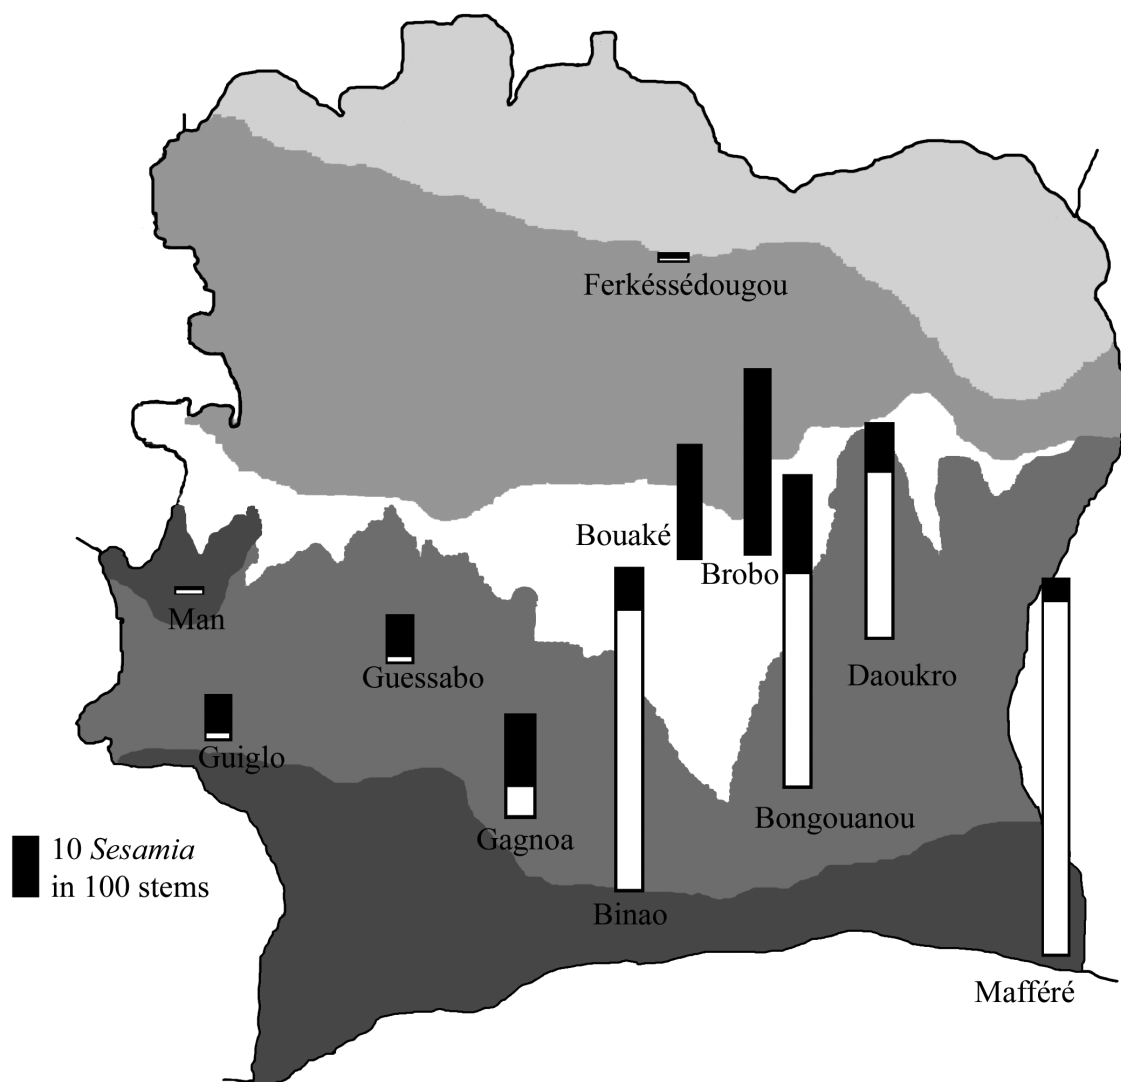 Ferkéssédougou
Bouaké
Brobo
Man
Guessabo
Daoukro
Guiglo
Gagnoa
Bongouanou
10 Sesamia
in 100 stems
Binao
Mafféré